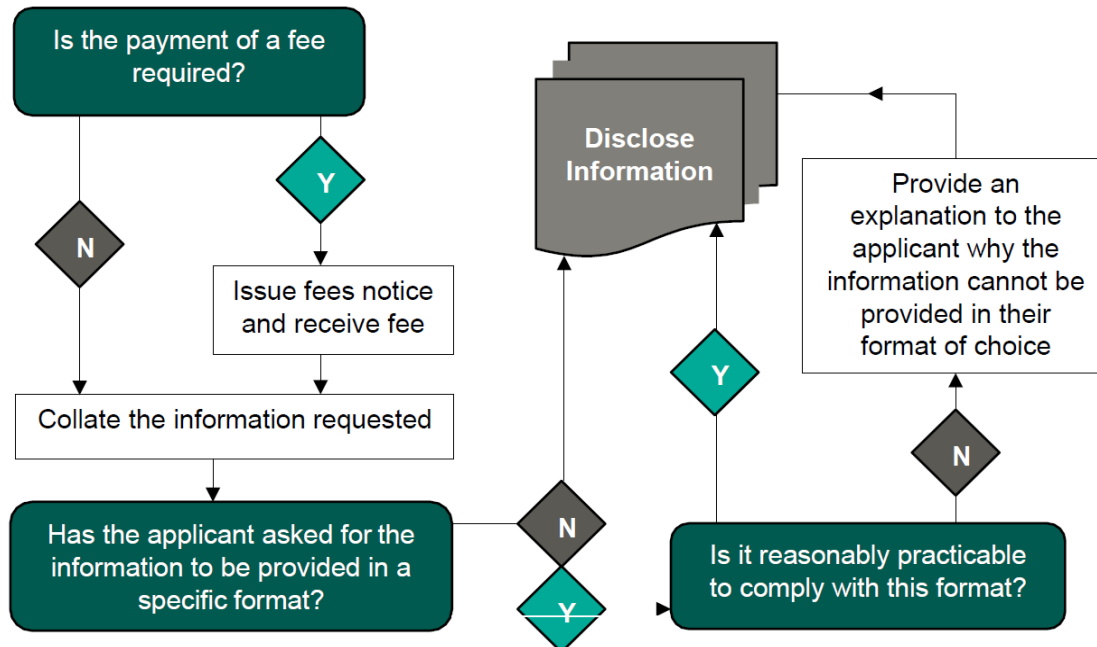 Is the payment of a fee
required?
Y
N
Issue fees notice
and receive fee
Collate the information requested
Has the applicant asked for the
information to be provided in a
specific format?
N
Y
Disclose
Information
Y
Provide an
explanation to the
applicant why the
information cannot be
provided in their
format of choice
N
Is it reasonably practicable
to comply with this format?